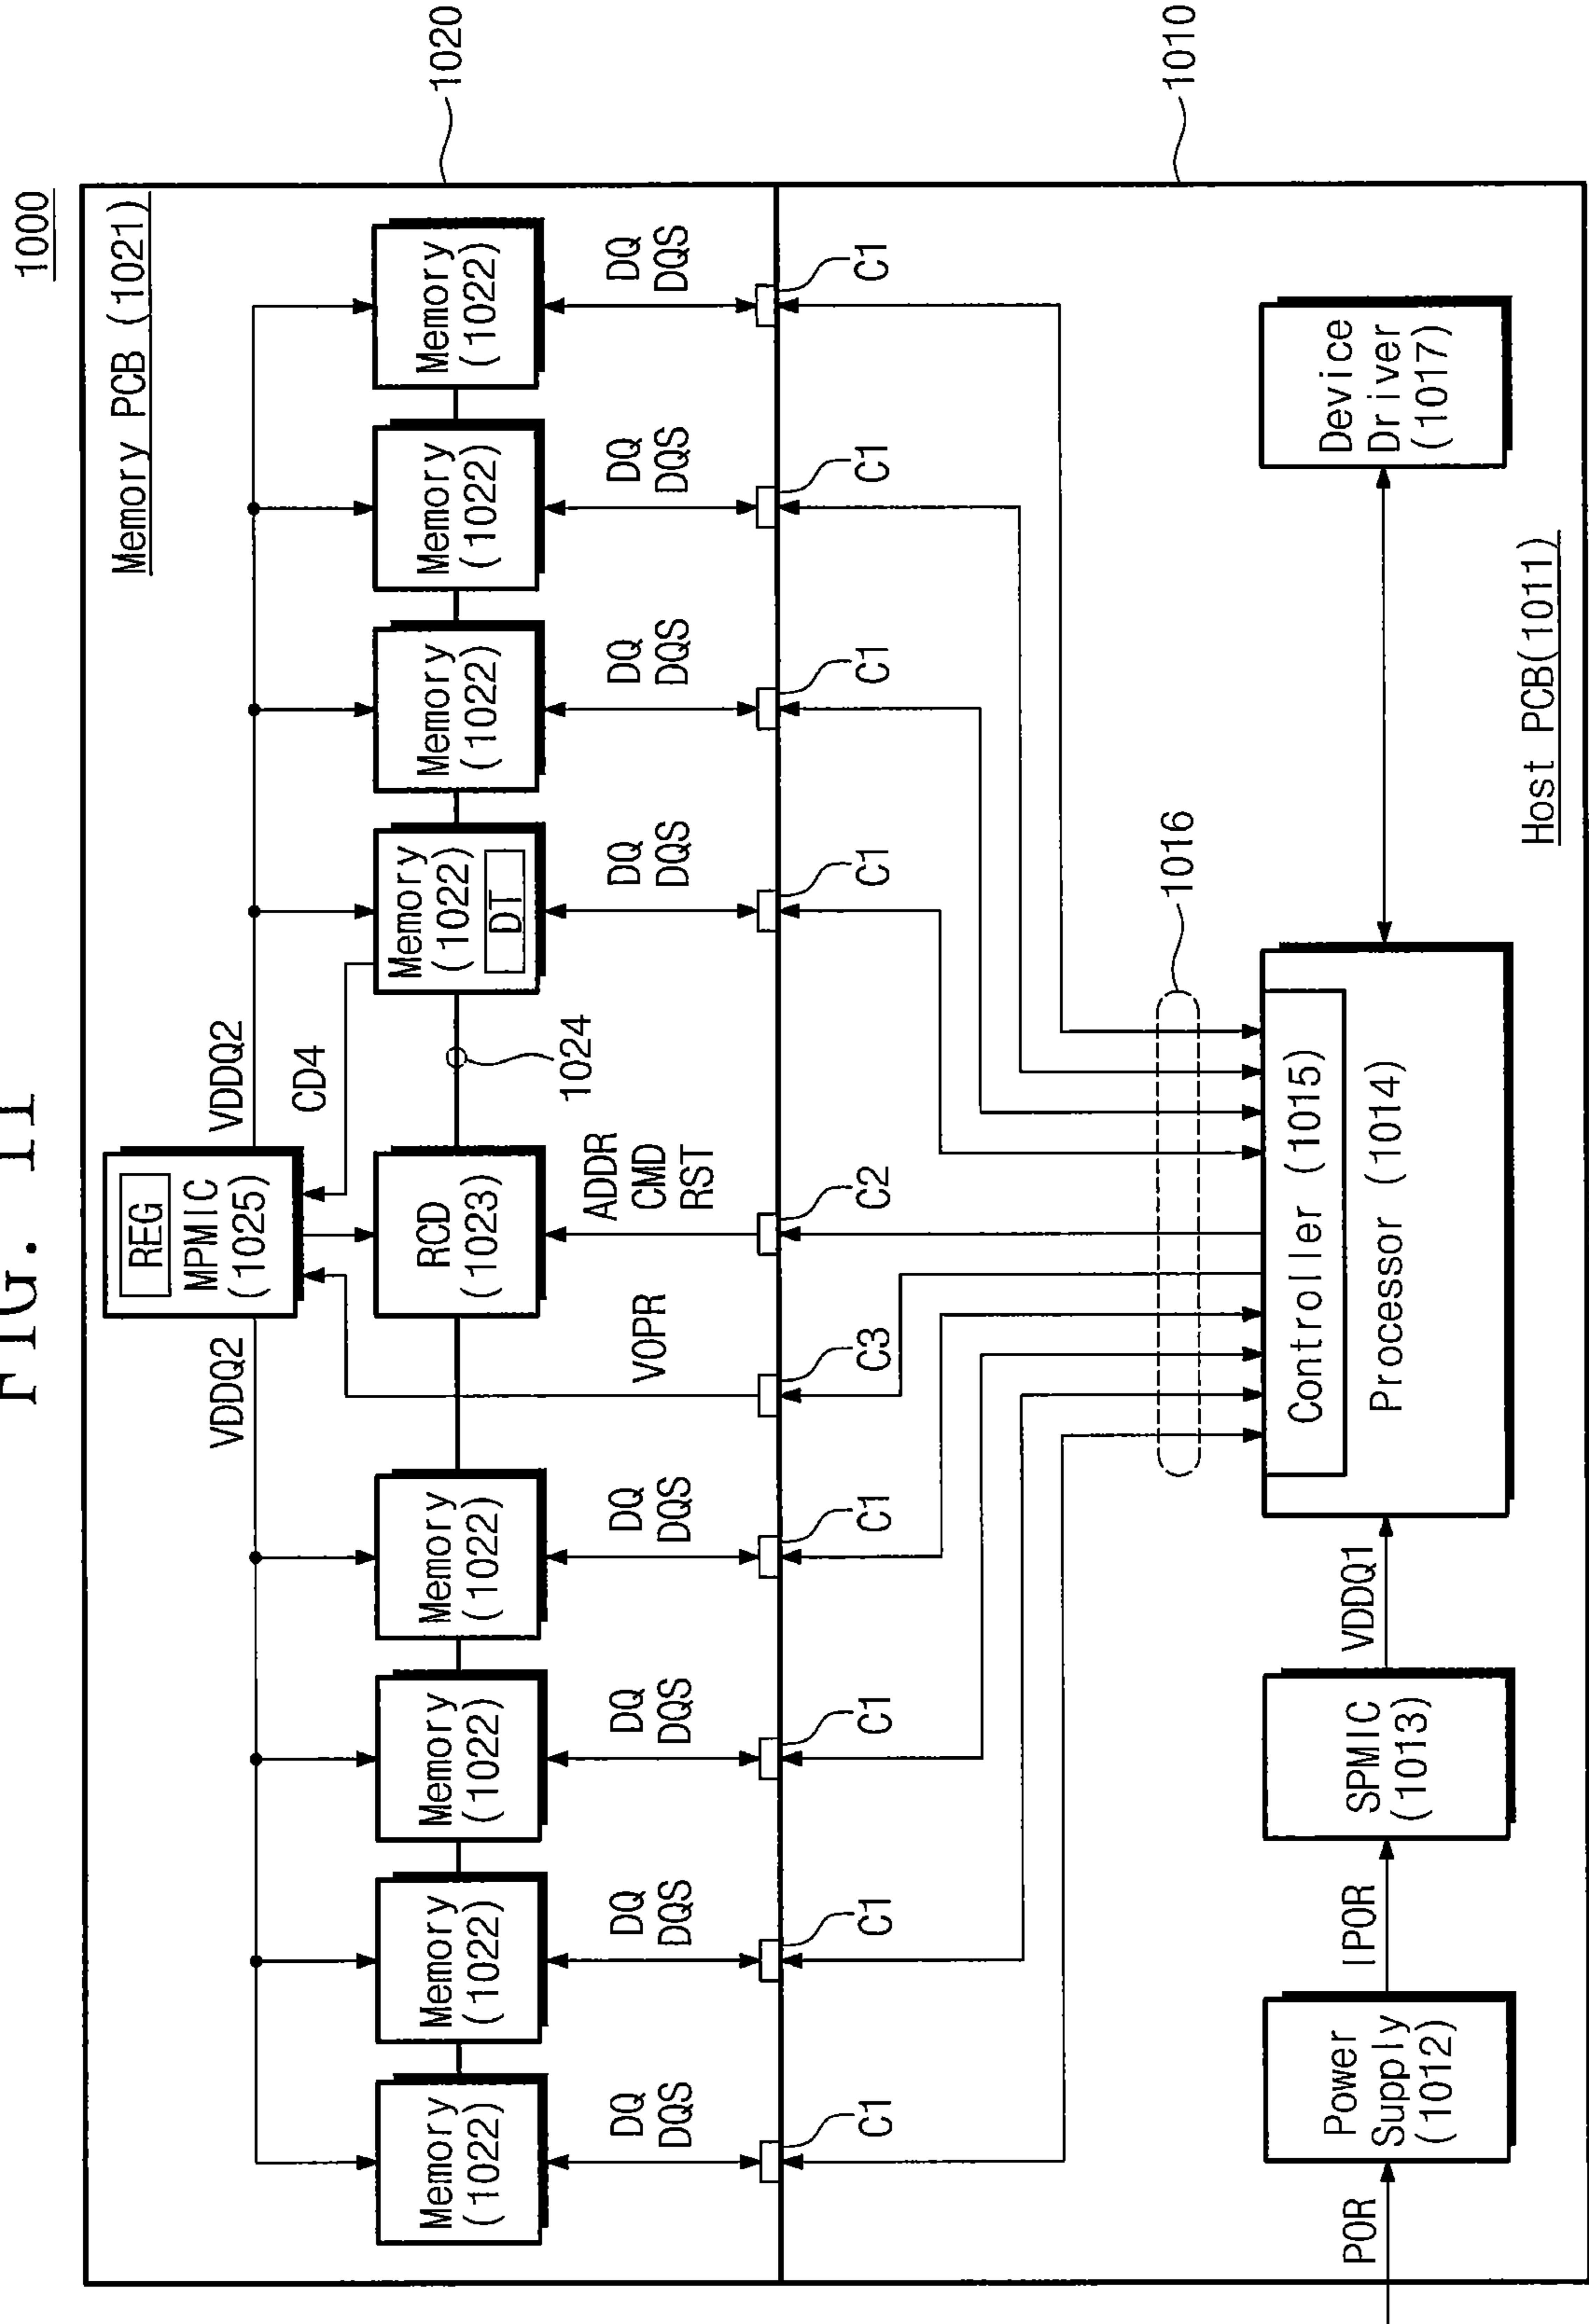 FIG. 11
1000
Memory PCB (1021)
REG
MPMIC
(1025)
VDDQ2
VDDQ2
CD4
Memory
(1022)
Memory
(1022)
Memory
(1022)
Memory
(1022)
RCD
(1023)
Memory
(1022)
DT
Memory
(1022)
Memory
(1022)
Memory
(1022)
1020
1024
DQ
DQS
DQ
DQS
DQ
DQS
DQ
DQS
VOPR
ADDR
CMD
RST
DQ
DQS
DQ
DQS
DQ
DQS
DQ
DQS
C1
C1
C1
C1
C3
C2
C1
C1
C1
C1
1016
1010
POR
Power
Supply
(1012)
IPOR
SPMIC
(1013)
VDDQ1
Controller (1015)
Processor (1014)
Device
Driver
(1017)
Host PCB(1011)